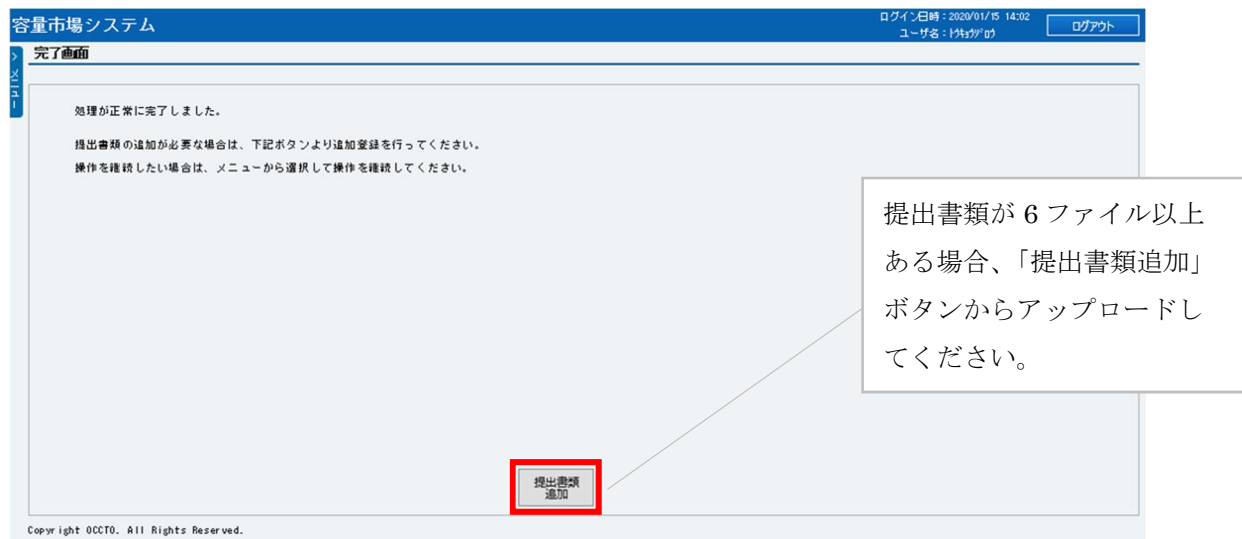 容量市場システム
ログイン日時：2020/01/15 14:02
ユーザ名：ﾄｳｷｮｳｼﾞﾛｳ
ログアウト
完了画面
> メニュー
処理が正常に完了しました。
提出書類の追加が必要な場合は、下記ボタンより追加登録を行ってください。
操作を継続したい場合は、メニューから選択して操作を継続してください。
提出書類が 6 ファイル以上
ある場合、「提出書類追加」
ボタンからアップロードし
てください。
提出書類
追加
Copyright OCCTO. All Rights Reserved.